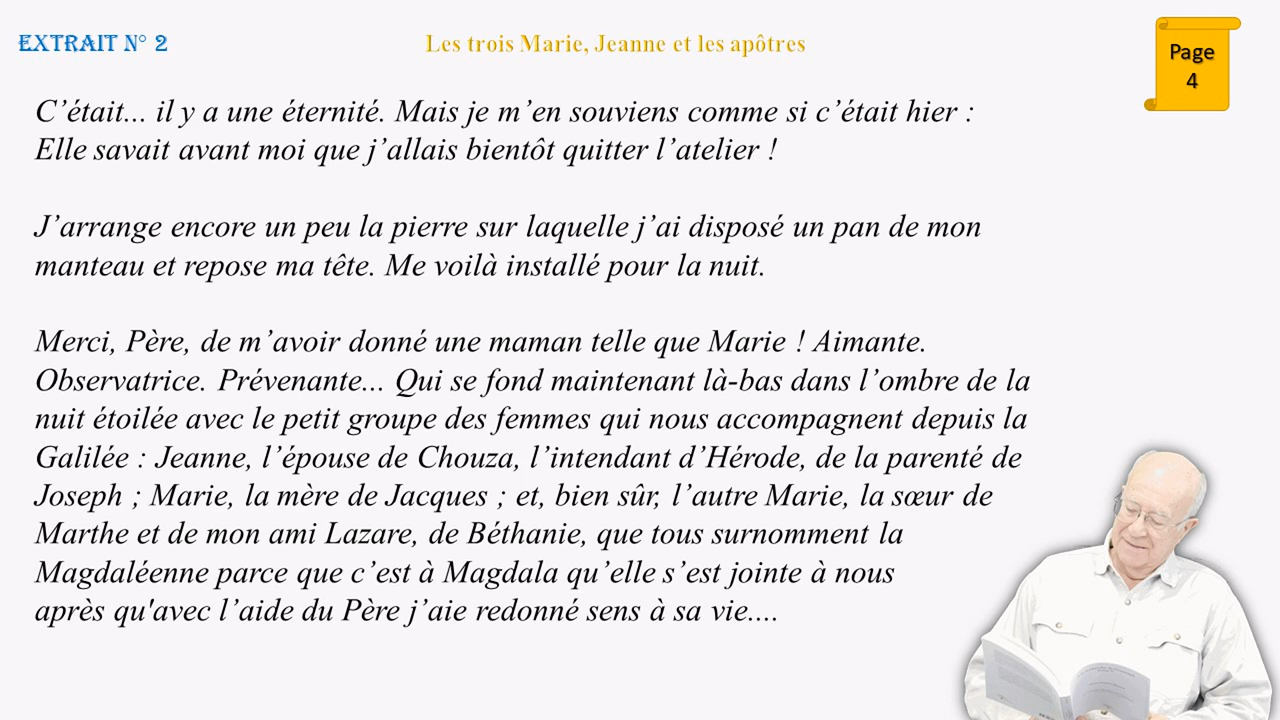 EXTRAIT N° 2
Les trois Marie, Jeanne et les apôtres
Page
4
C’était... il y a une éternité. Mais je m’en souviens comme si c’était hier :
Elle savait avant moi que j’allais bientôt quitter l’atelier !
J’arrange encore un peu la pierre sur laquelle j’ai disposé un pan de mon
manteau et repose ma tête. Me voilà installé pour la nuit.
Merci, Père, de m’avoir donné une maman telle que Marie ! Aimante.
Observatrice. Prévenante... Qui se fond maintenant là-bas dans l’ombre de la
nuit étoilée avec le petit groupe des femmes qui nous accompagnent depuis la
Galilée : Jeanne, l’épouse de Chouza, l’intendant d’Hérode, de la parenté de
Joseph ; Marie, la mère de Jacques ; et, bien sûr, l’autre Marie, la sœur de
Marthe et de mon ami Lazare, de Béthanie, que tous surnomment la
Magdaléenne parce que c’est à Magdala qu’elle s’est jointe à nous
après qu'avec l’aide du Père j’aie redonné sens à sa vie....